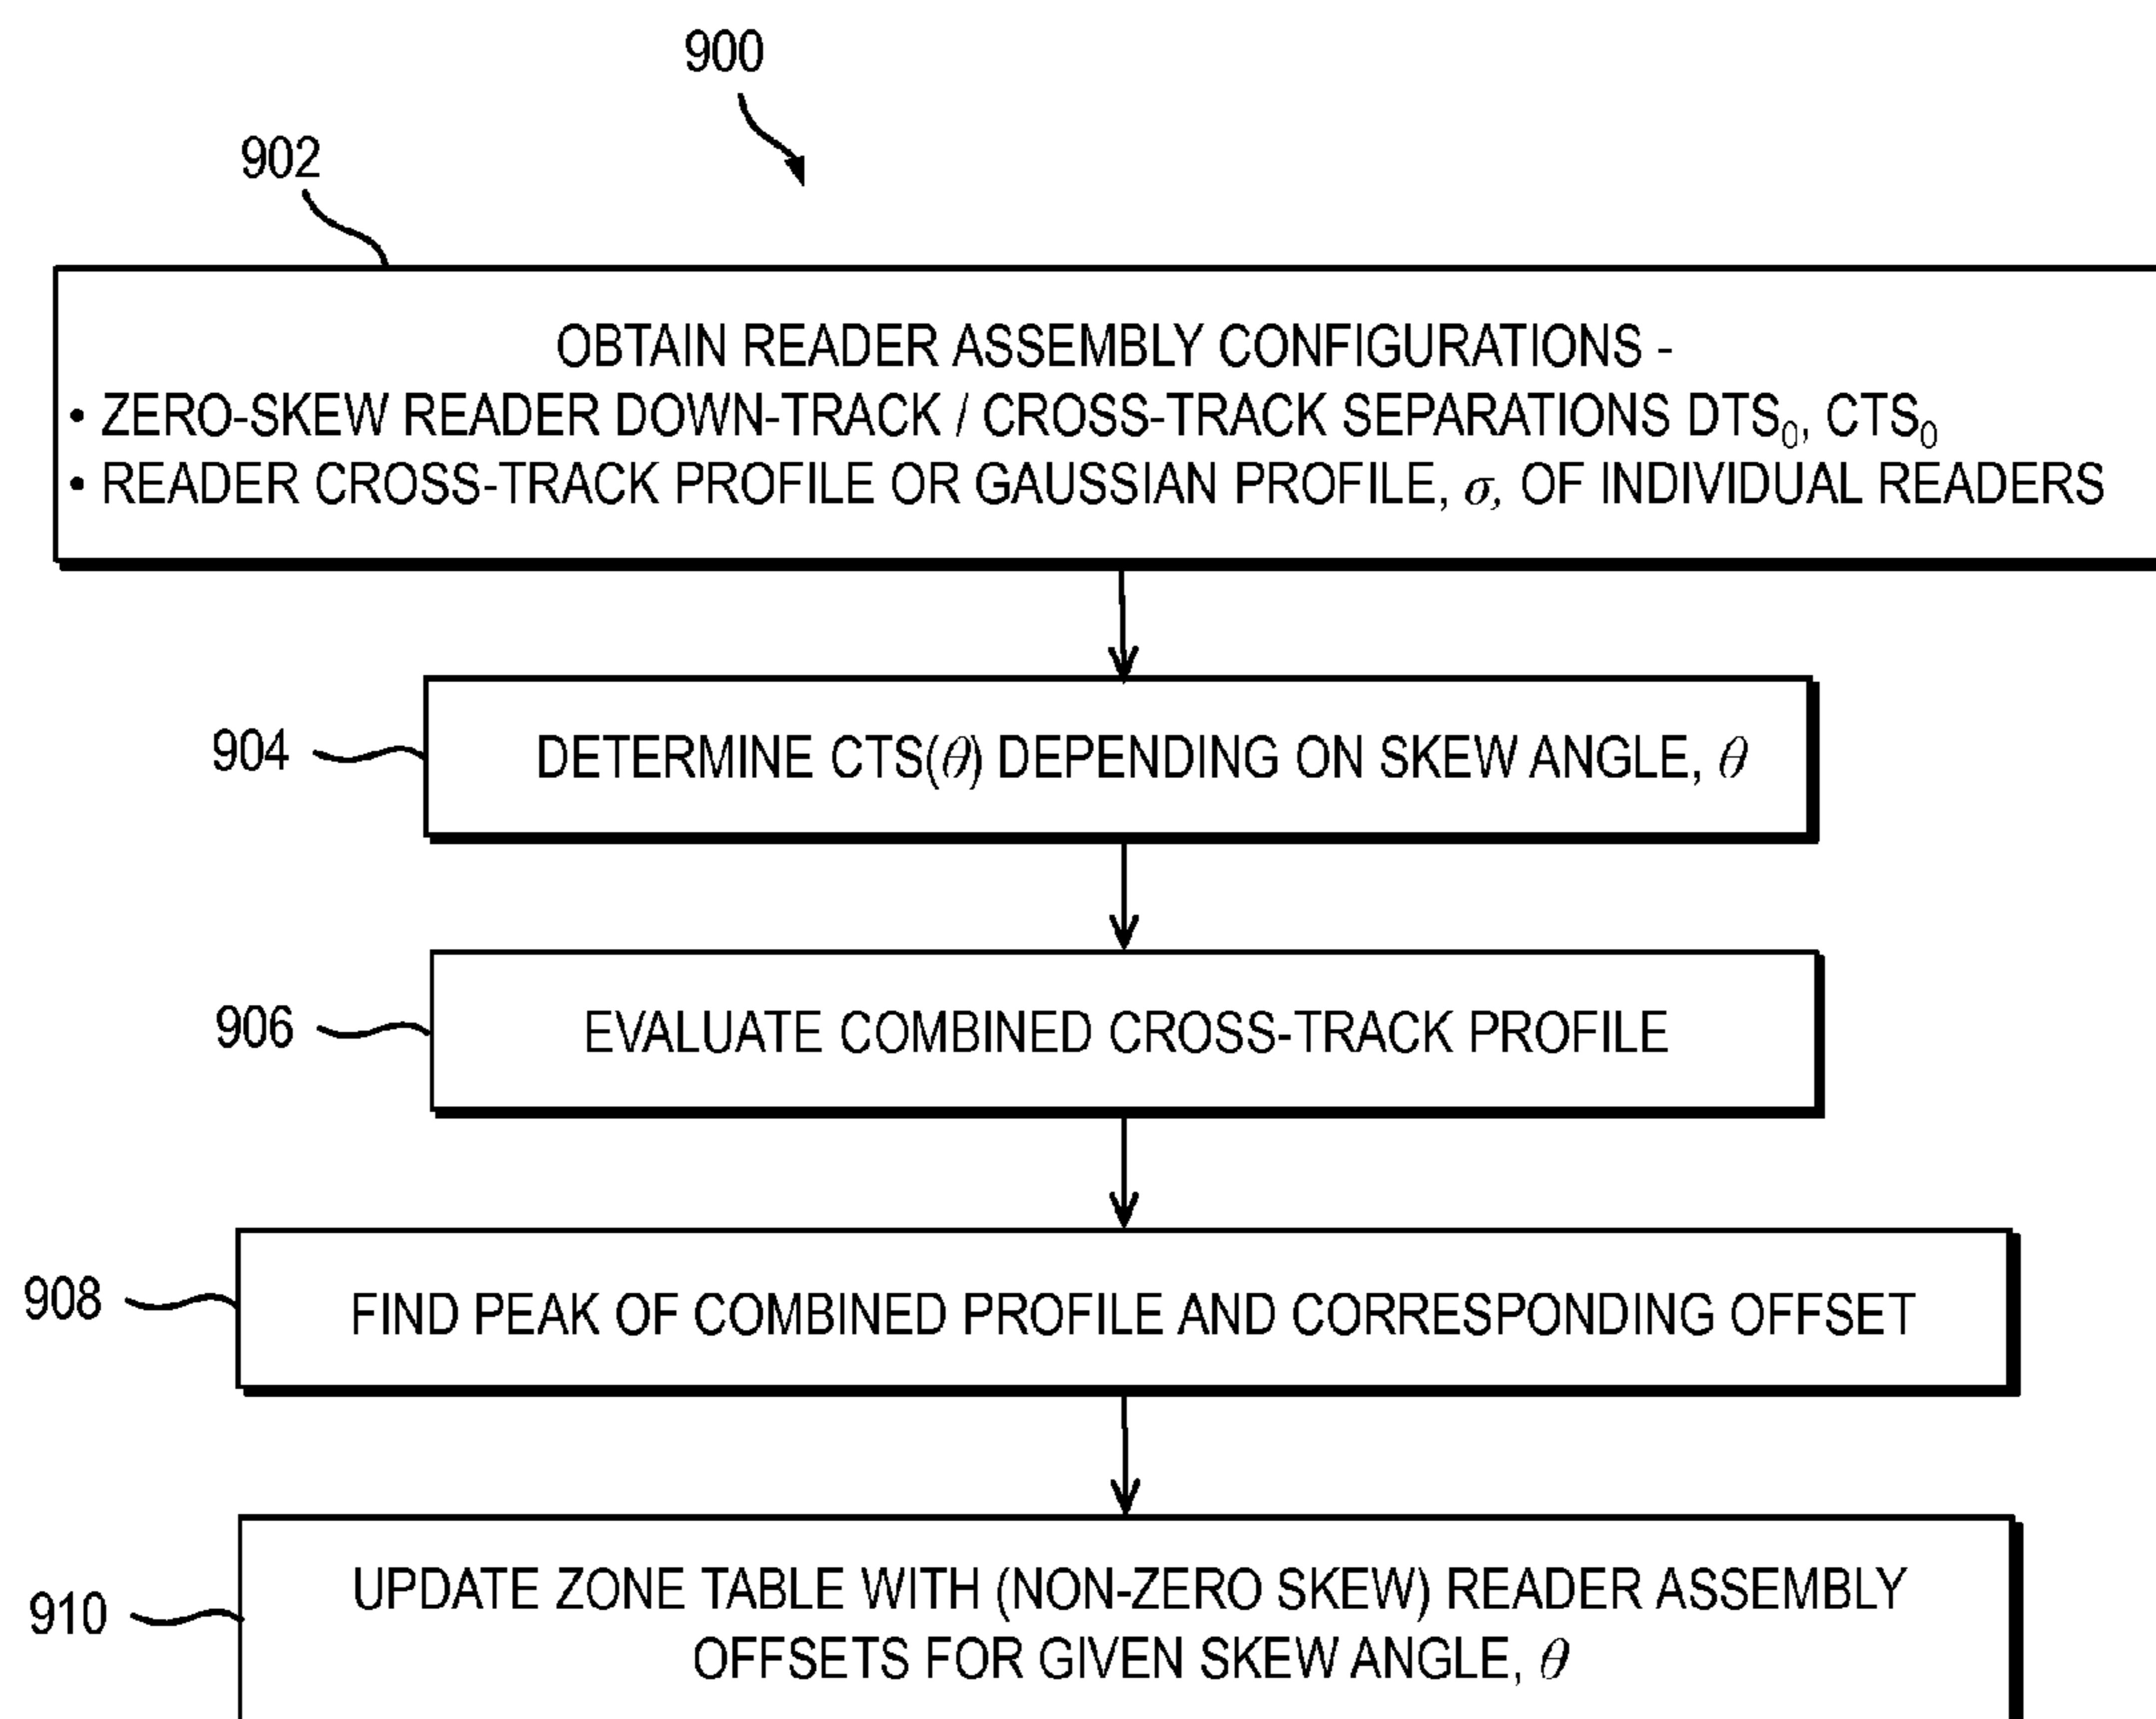 900
902
OBTAIN READER ASSEMBLY CONFIGURATIONS -
• ZERO-SKEW READER DOWN-TRACK / CROSS-TRACK SEPARATIONS DTS₀, CTS₀
• READER CROSS-TRACK PROFILE OR GAUSSIAN PROFILE, σ, OF INDIVIDUAL READERS
904
DETERMINE CTS(θ) DEPENDING ON SKEW ANGLE, θ
906
EVALUATE COMBINED CROSS-TRACK PROFILE
908
FIND PEAK OF COMBINED PROFILE AND CORRESPONDING OFFSET
910
UPDATE ZONE TABLE WITH (NON-ZERO SKEW) READER ASSEMBLY
OFFSETS FOR GIVEN SKEW ANGLE, θ